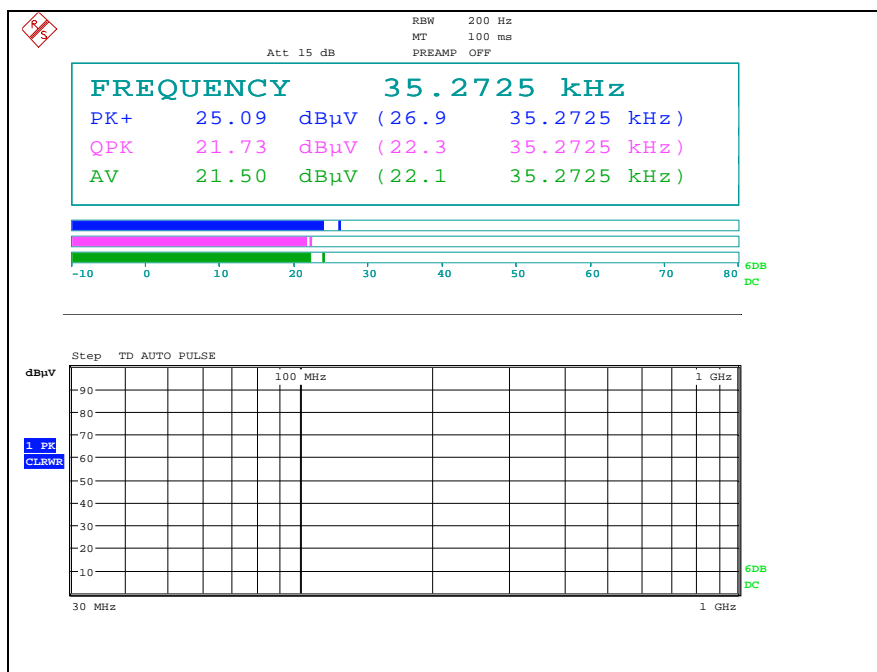 R S
RBW 200 Hz
MT 100 ms
Att 15 dB PREAMP OFF
FREQUENCY 35.2725 kHz
PK+ 25.09 dBµV (26.9 35.2725 kHz)
QPK 21.73 dBµV (22.3 35.2725 kHz)
AV 21.50 dBµV (22.1 35.2725 kHz)
-10 0 10 20 30 40 50 60 70 80
6DB
DC
Step TD AUTO PULSE
dBµV
100 MHz 1 GHz
90
80
70
1 PK
CLRWR
60
50
40
30
20
10
6DB
DC
30 MHz 1 GHz